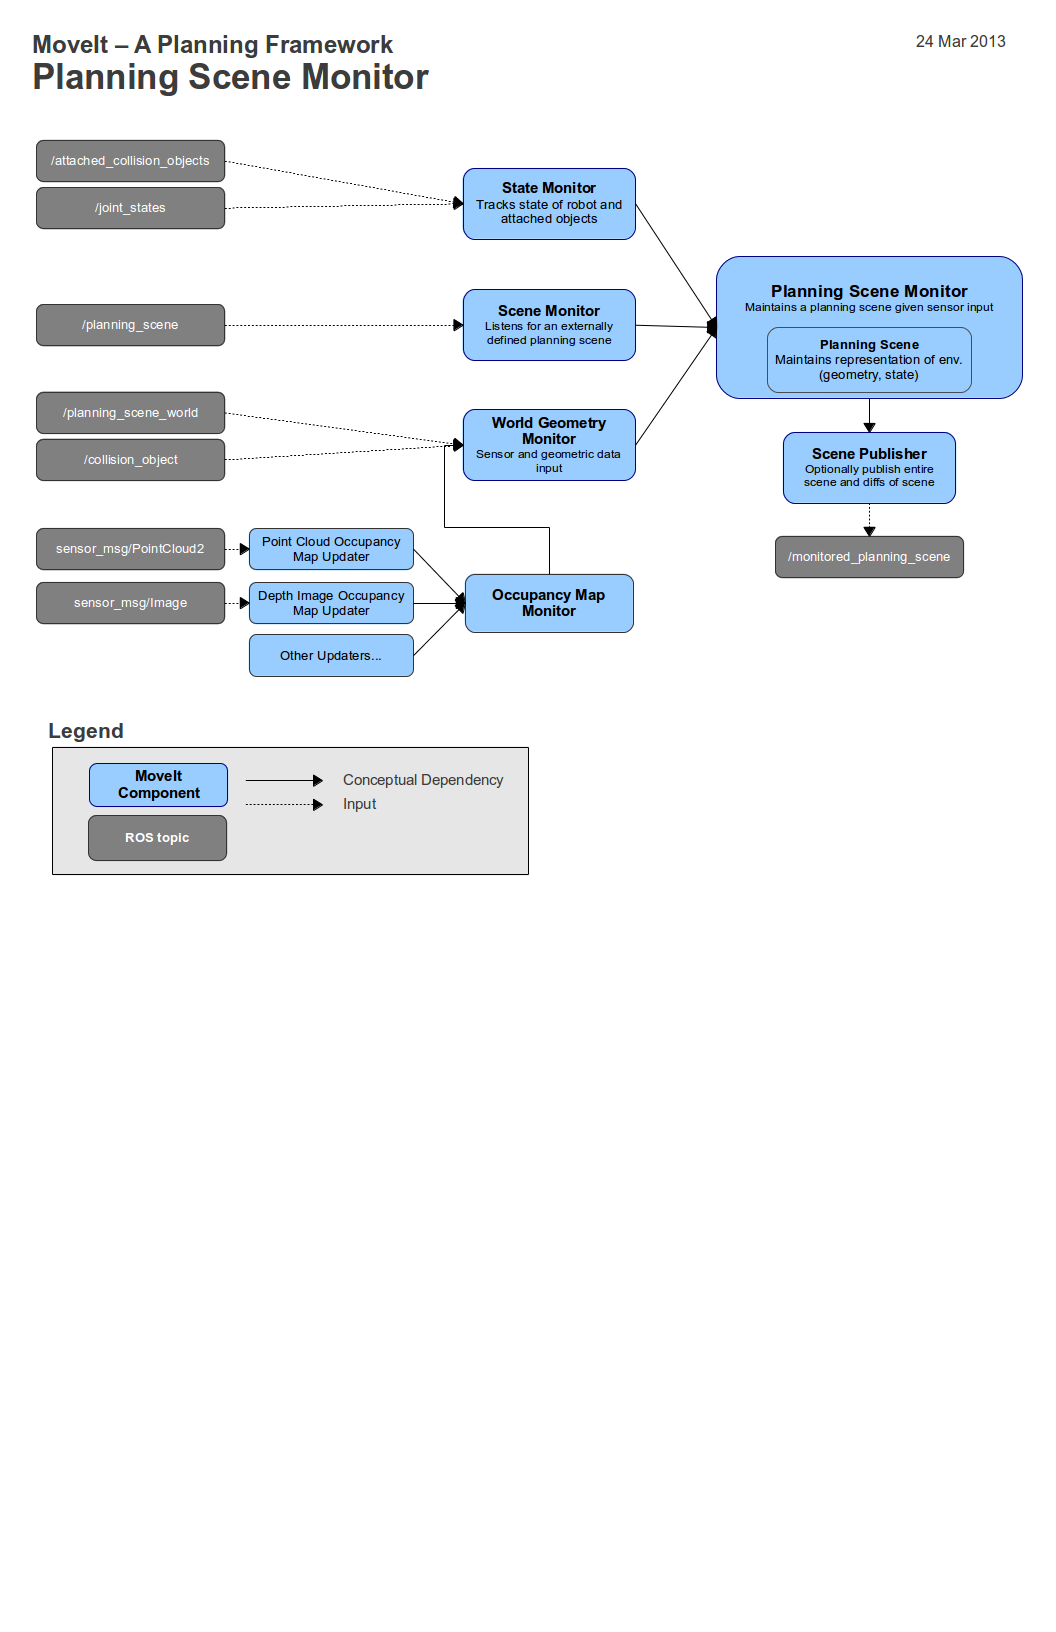 MoveIt – A Planning Framework
24 Mar 2013
Planning Scene Monitor
/attached_collision_objects
/joint_states
State Monitor
Tracks state of robot and
attached objects
/planning_scene
Scene Monitor
Listens for an externally
defined planning scene
Planning Scene Monitor
Maintains a planning scene given sensor input
Planning Scene
Maintains representation of env.
(geometry, state)
/planning_scene_world
/collision_object
World Geometry
Monitor
Sensor and geometric data
input
Scene Publisher
Optionally publish entire
scene and diffs of scene
/monitored_planning_scene
sensor_msg/PointCloud2
Point Cloud Occupancy
Map Updater
sensor_msg/Image
Depth Image Occupancy
Map Updater
Other Updaters...
Occupancy Map
Monitor
Legend
MoveIt
Component
Conceptual Dependency
Input
ROS topic